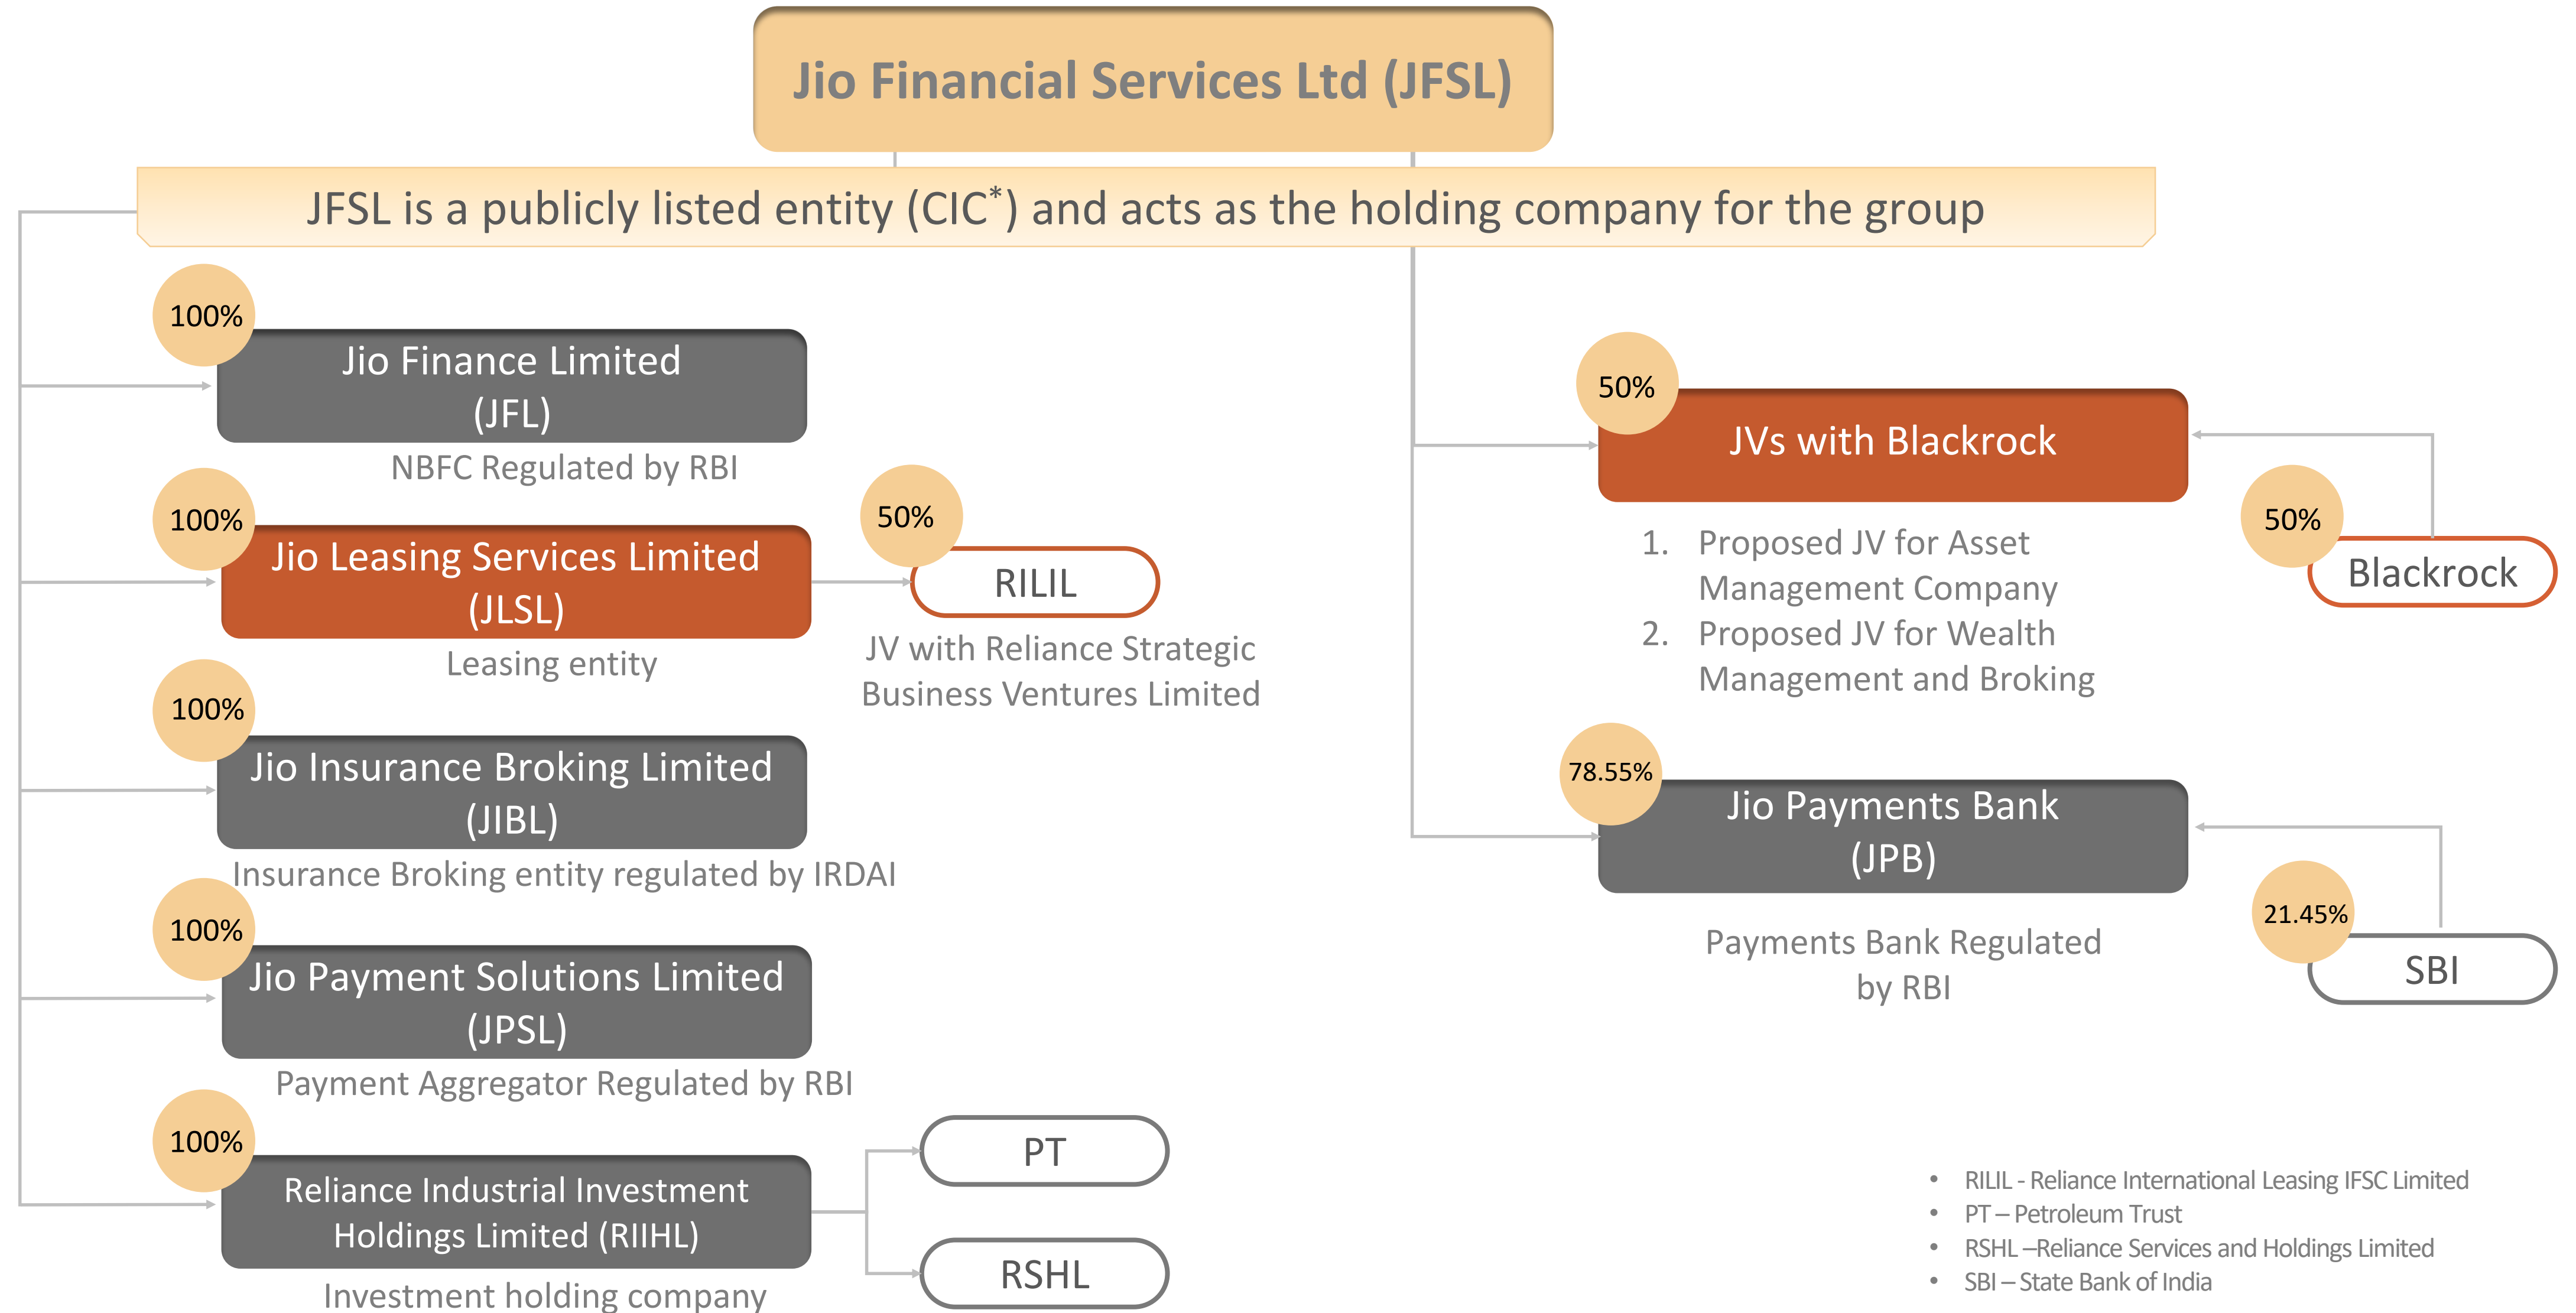 Jio Financial Services Ltd (JFSL)
JFSL is a publicly listed entity (CIC*) and acts as the holding company for the group
100%
Jio Finance Limited
(JFL)
NBFC Regulated by RBI
100%
Jio Leasing Services Limited
(JLSL)
Leasing entity
50%
RILIL
JV with Reliance Strategic
Business Ventures Limited
100%
Jio Insurance Broking Limited
(JIBL)
Insurance Broking entity regulated by IRDAI
100%
Jio Payment Solutions Limited
(JPSL)
Payment Aggregator Regulated by RBI
100%
Reliance Industrial Investment
Holdings Limited (RIIHL)
Investment holding company
PT
RSHL
50%
JVs with Blackrock
1. Proposed JV for Asset
Management Company
2. Proposed JV for Wealth
Management and Broking
50%
Blackrock
78.55%
Jio Payments Bank
(JPB)
Payments Bank Regulated
by RBI
21.45%
SBI
• RILIL - Reliance International Leasing IFSC Limited
• PT – Petroleum Trust
• RSHL –Reliance Services and Holdings Limited
• SBI – State Bank of India